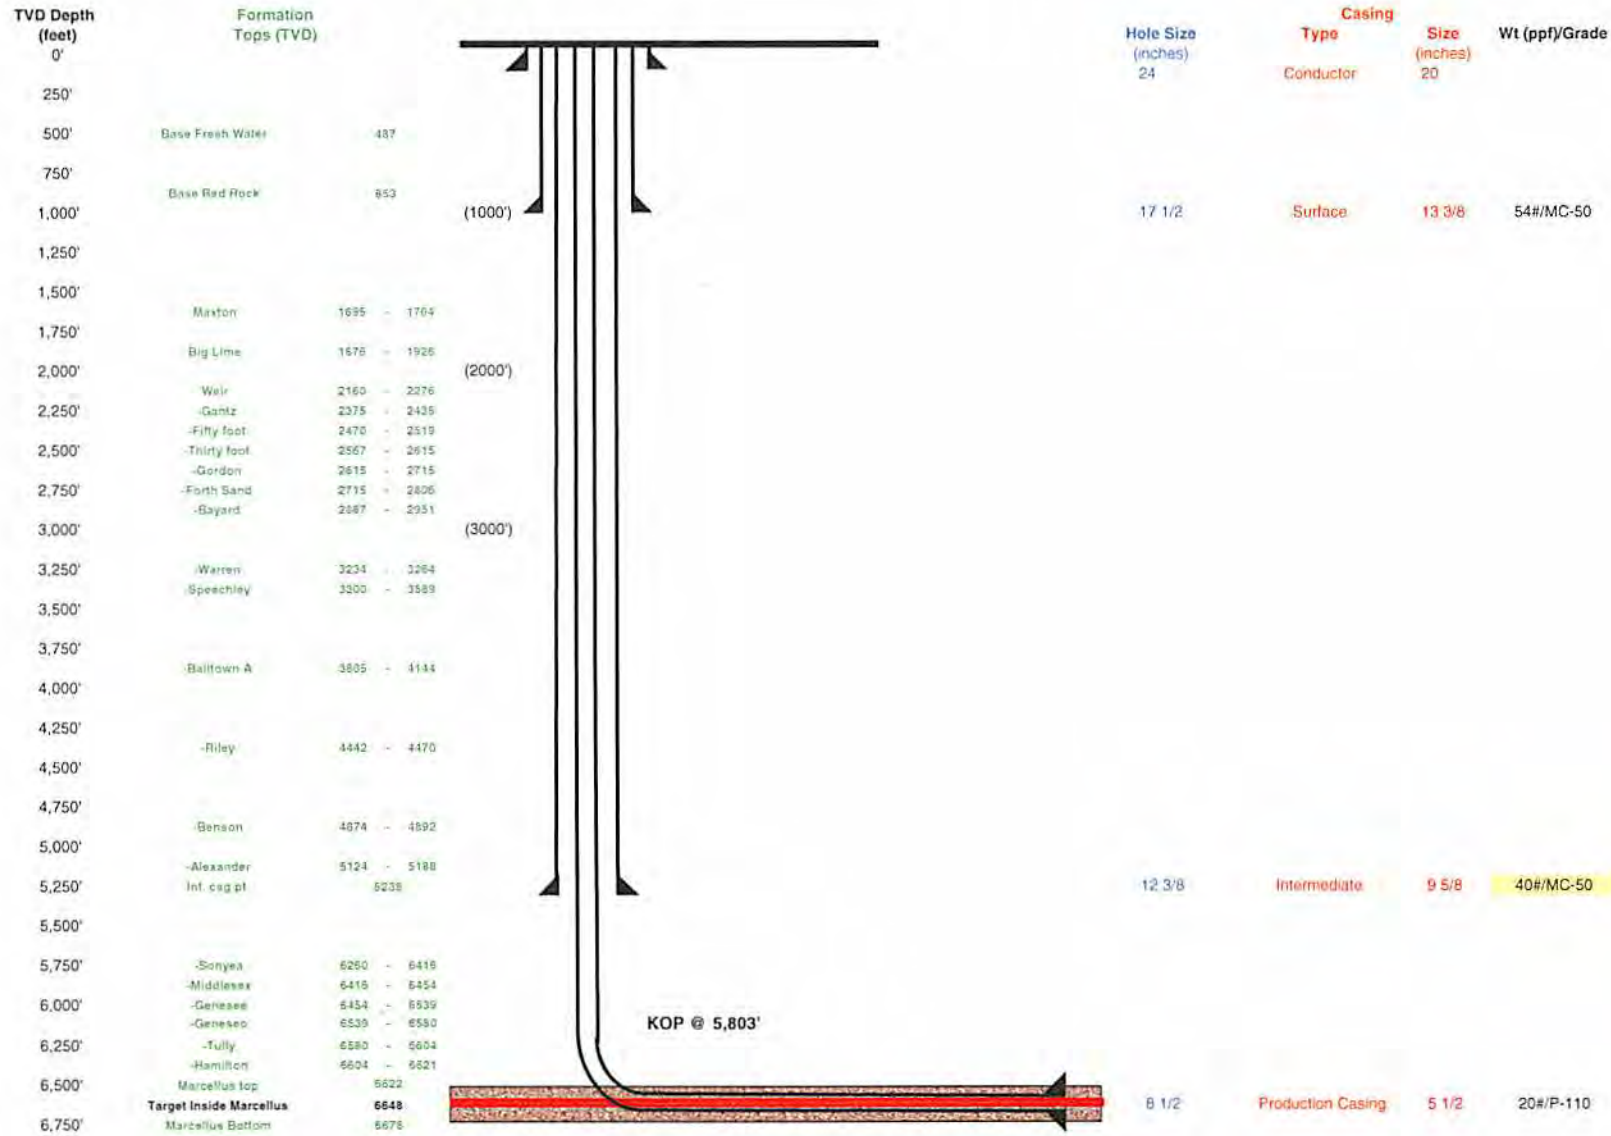 TVD Depth Formation Casing
(feet) Tops (TVD) Hole Size Type Size Wt (ppf)/Grade
0' (inches) (inches)
24 Conductor 20
250'
500' Base Fresh Water 487
750'
Base Red Rock 853
1,000' (1000') 17 1/2 Surface 13 3/8 54#/MC-50
1,250'
1,500'
Maxton 1695 - 1704
1,750'
Big Lime 1676 - 1926
2,000' (2000')
Weir 2160 - 2276
2,250' -Gantz 2375 - 2435
-Fifty foot 2470 - 2519
2,500' -Thirty foot 2567 - 2615
-Gordon 2615 - 2715
2,750' -Forth Sand 2715 - 2806
-Bayard 2887 - 2951
3,000' (3000')
3,250' -Warren 3234 - 3264
Speechley 3300 - 3589
3,500'
3,750'
-Balltown A 3805 - 4144
4,000'
4,250'
-Riley 4442 - 4470
4,500'
4,750'
-Benson 4874 - 4892
5,000'
-Alexander 5124 - 5188
5,250' Int. csg pt 5238 12 3/8 Intermediate 9 5/8 40#/MC-50
5,500'
5,750' -Sonyea 6260 - 6416
-Middlesex 6416 - 6454
6,000' -Genesee 6454 - 6539
-Geneseo 6539 - 6580 KOP @ 5,803'
6,250' -Tully 6580 - 6604
-Hamilton 6604 - 6621
6,500' Marcellus top 6622
Target Inside Marcellus 6648 8 1/2 Production Casing 5 1/2 20#/P-110
6,750' Marcellus Bottom 6676